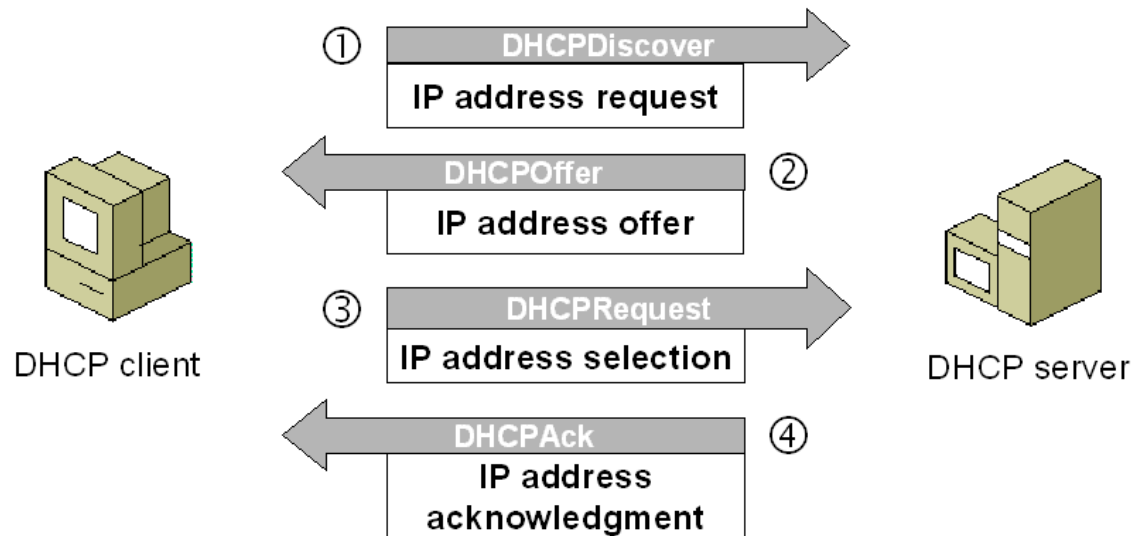 ① DHCPDiscover
IP address request
DHCPOffer ②
IP address offer
③ DHCPRequest
IP address selection
DHCPAck ④
IP address
acknowledgment
DHCP client
DHCP server